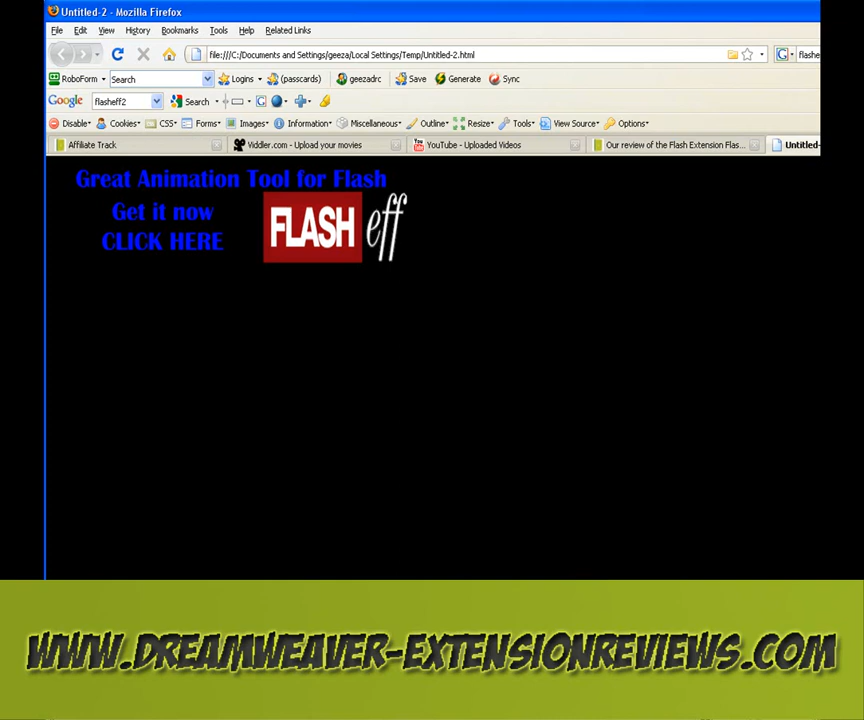 Untitled-2 - Mozilla Firefox
File Edit View History Bookmarks Tools Help Related Links
file:///C:/Documents and Settings/geeza/Local Settings/Temp/Untitled-2.html
flashe
RoboForm Search Logins (passcards) geezadrc Save Generate Sync
Google flasheff2 Search
Disable Cookies CSS Forms Images Information Miscellaneous Outline Resize Tools View Source Options
Affiliate Track Viddler.com - Upload your movies YouTube - Uploaded Videos Our review of the Flash Extension Flas... Untitled-
Great Animation Tool for Flash
Get it now
CLICK HERE
FLASH eff
WWW.DREAMWEAVER-EXTENSIONREVIEWS.COM